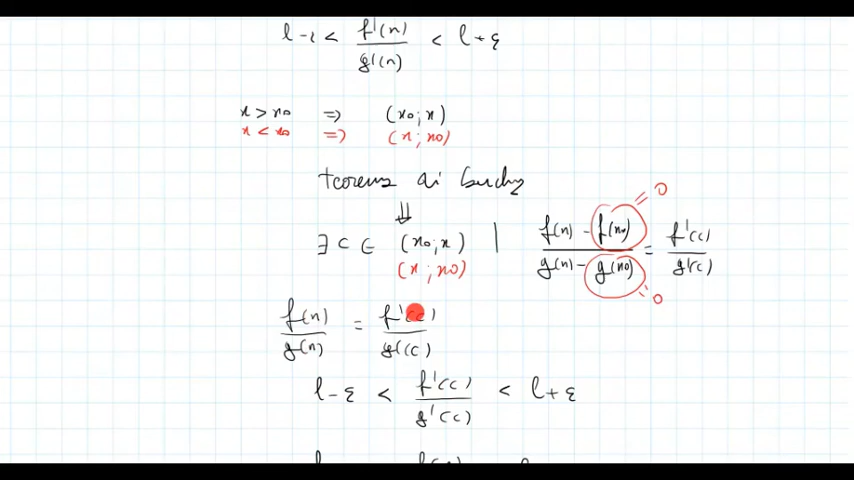 l-ε < f'(x)/g'(x) < l+ε
x > x0 => (x0; x)
x < x0 => (x; x0)
teorema di Cauchy
⇓
∃ c ∈ (x0; x) | (f(x) - f(x0))/(g(x) - g(x0)) = f'(c)/g'(c)
= 0
(x; x0)
= 0
f(x)/g(x) = f'(c)/g'(c)
l-ε < f'(c)/g'(c) < l+ε